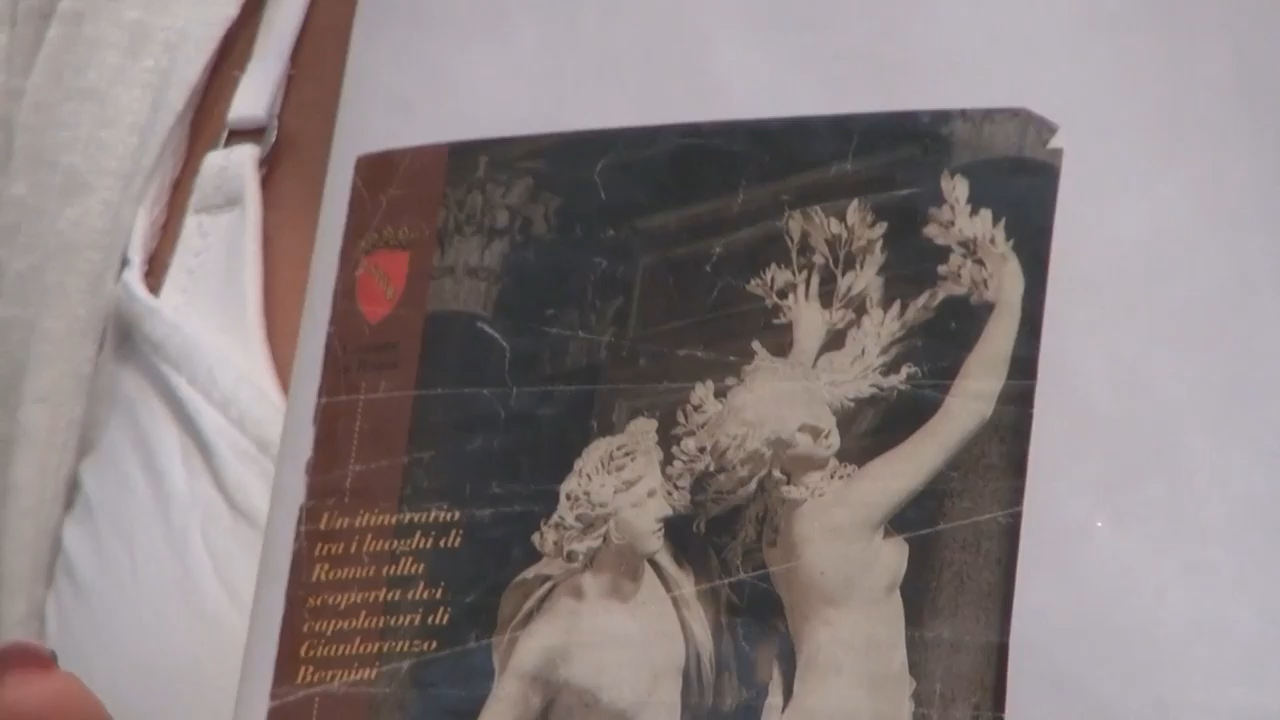 Un itinerario
tra i luoghi di
Roma alla
scoperta dei
capolavori di
Gianlorenzo
Bernini